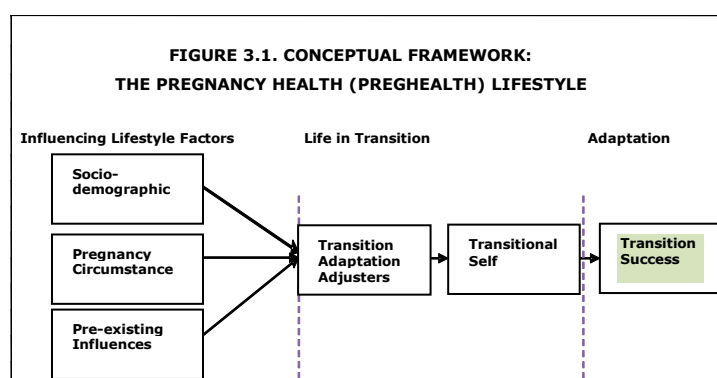 FIGURE 3.1. CONCEPTUAL FRAMEWORK:
THE PREGNANCY HEALTH (PREGHEALTH) LIFESTYLE
Influencing Lifestyle Factors
Life in Transition
Adaptation
Socio-
demographic
Pregnancy
Circumstance
Pre-existing
Influences
Transition
Adaptation
Adjusters
Transitional
Self
Transition
Success